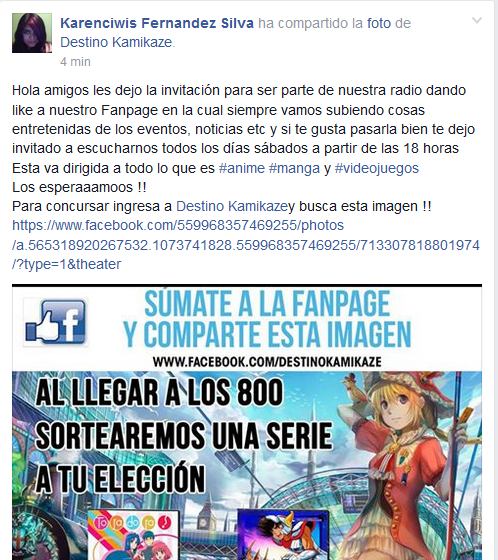 Karenciwis Fernandez Silva ha compartido la foto de
Destino Kamikaze.
4 min
Hola amigos les dejo la invitación para ser parte de nuestra radio dando
like a nuestro Fanpage en la cual siempre vamos subiendo cosas
entretenidas de los eventos, noticias etc y si te gusta pasarla bien te dejo
invitado a escucharnos todos los días sábados a partir de las 18 horas
Esta va dirigida a todo lo que es #anime #manga y #videojuegos
Los esperaaamoos !!
Para concursar ingresa a Destino Kamikazey busca esta imagen !!
https://www.facebook.com/559968357469255/photos
/a.565318920267532.1073741828.559968357469255/713307818801974
/?type=1&theater
f
SÚMATE A LA FANPAGE
Y COMPARTE ESTA IMAGEN
WWW.FACEBOOK.COM/DESTINOKAMIKAZE
AL LLEGAR A LOS 800
SORTEAREMOS UNA SERIE
A TU ELECCIÓN
Toradora!